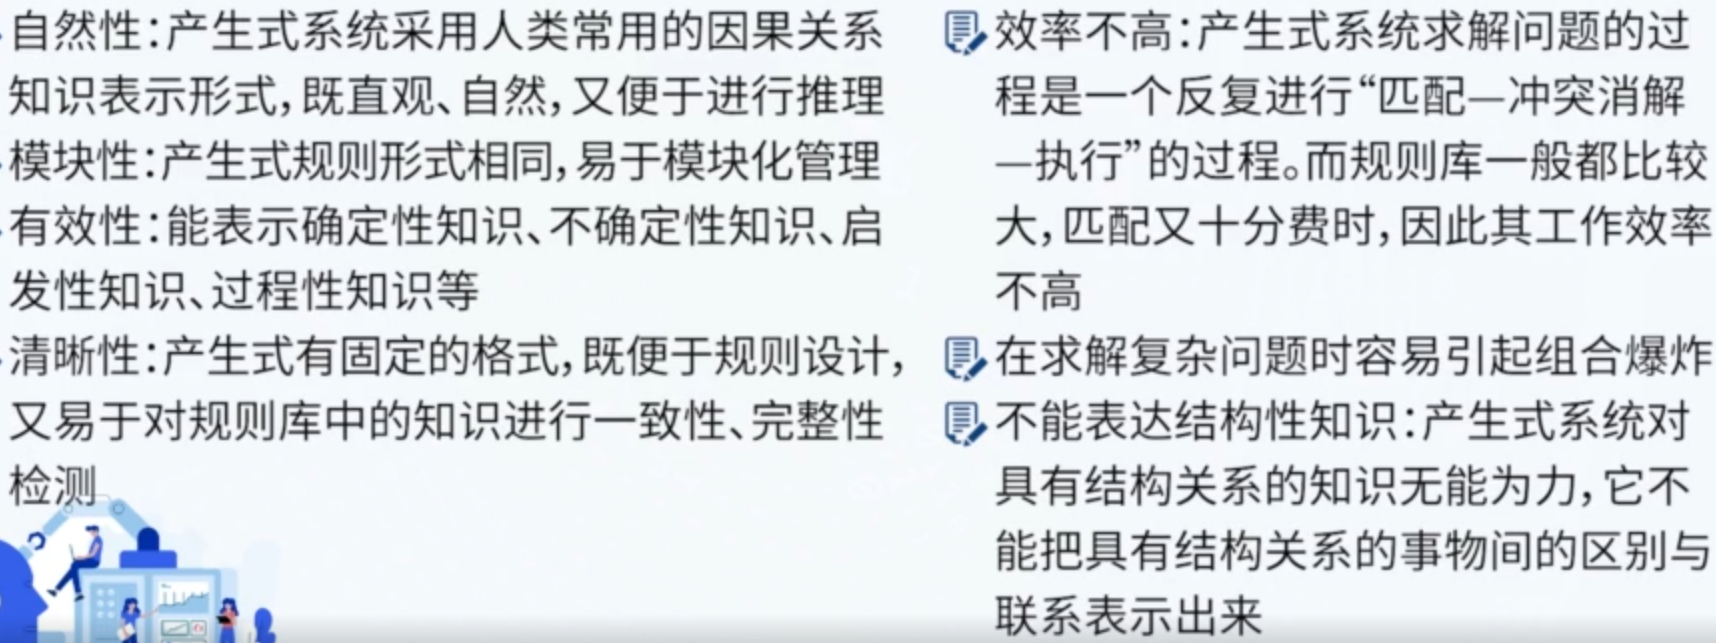 自然性：产生式系统采用人类常用的因果关系
知识表示形式，既直观、自然，又便于进行推理
模块性：产生式规则形式相同，易于模块化管理
有效性：能表示确定性知识、不确定性知识、启
发性知识、过程性知识等
清晰性：产生式有固定的格式，既便于规则设计，
又易于对规则库中的知识进行一致性、完整性
检测
效率不高：产生式系统求解问题的过
程是一个反复进行“匹配—冲突消解
—执行”的过程。而规则库一般都比较
大，匹配又十分费时，因此其工作效率
不高
在求解复杂问题时容易引起组合爆炸
不能表达结构性知识：产生式系统对
具有结构关系的知识无能为力，它不
能把具有结构关系的事物间的区别与
联系表示出来